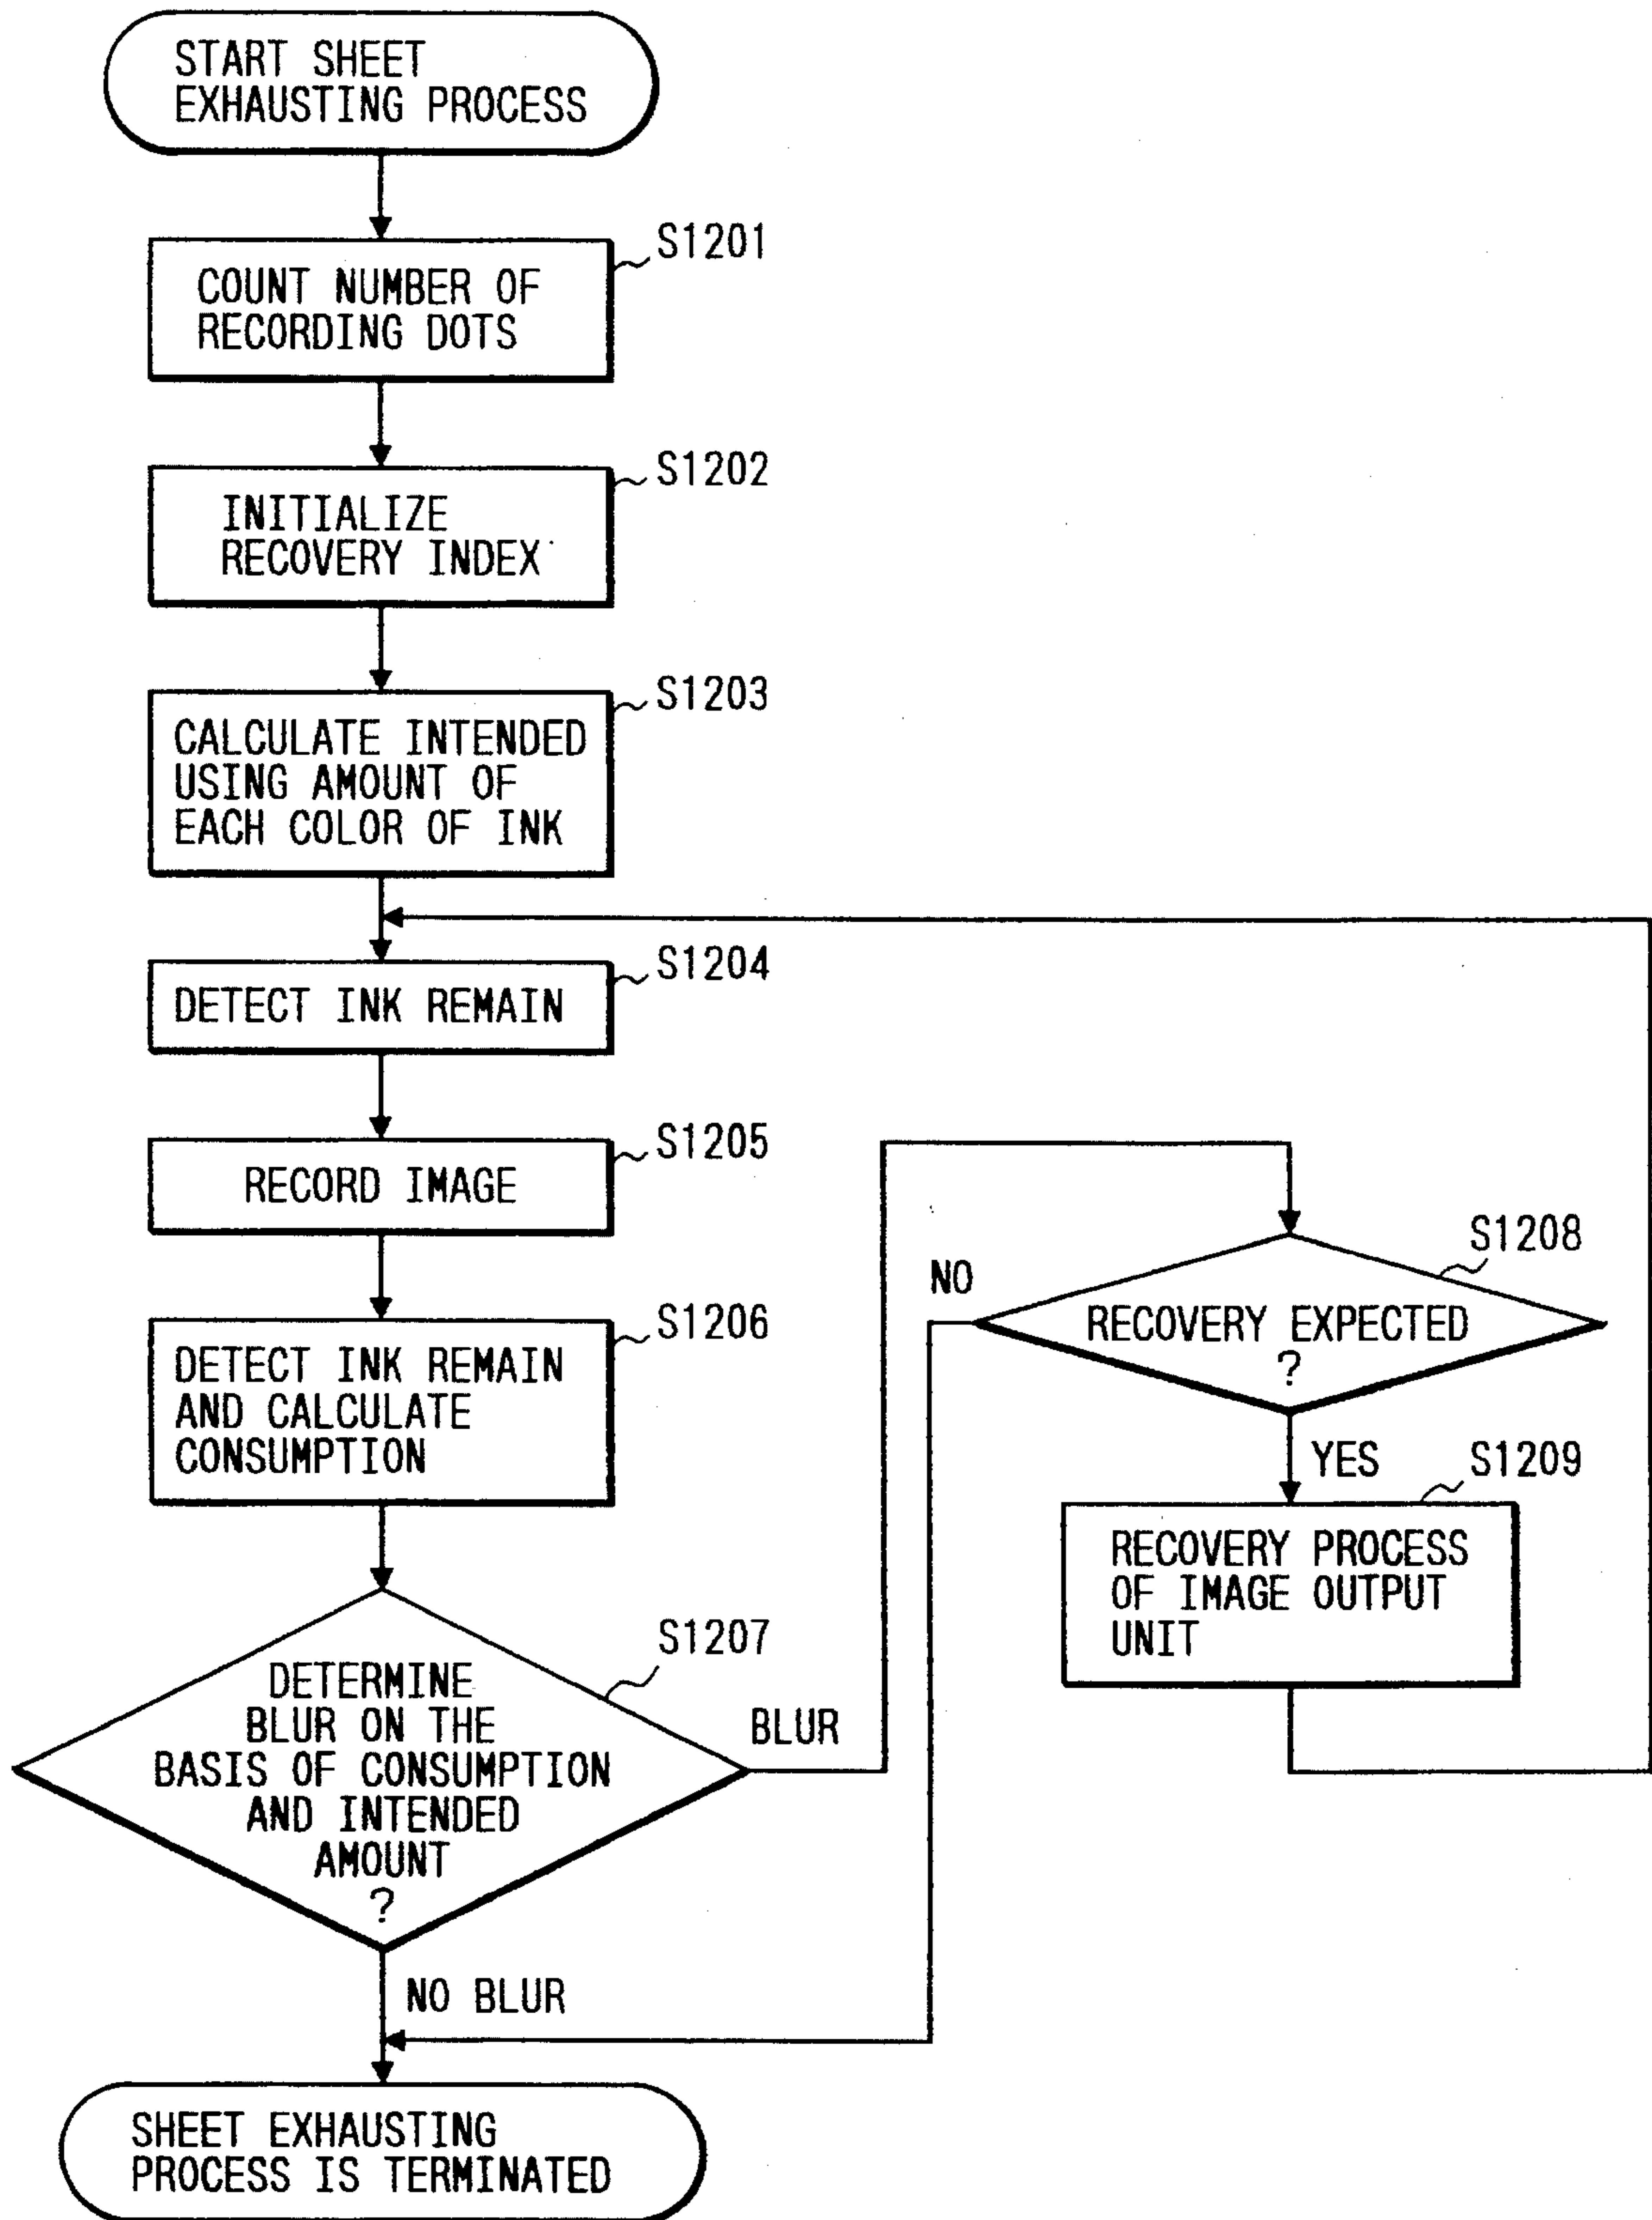 START SHEET
EXHAUSTING PROCESS
S1201
COUNT NUMBER OF
RECORDING DOTS
S1202
INITIALIZE
RECOVERY INDEX
S1203
CALCULATE INTENDED
USING AMOUNT OF
EACH COLOR OF INK
S1204
DETECT INK REMAIN
S1205
RECORD IMAGE
S1206
DETECT INK REMAIN
AND CALCULATE
CONSUMPTION
S1207
DETERMINE
BLUR ON THE
BASIS OF CONSUMPTION
AND INTENDED
AMOUNT
?
BLUR
NO BLUR
S1208
NO
RECOVERY EXPECTED
?
YES
S1209
RECOVERY PROCESS
OF IMAGE OUTPUT
UNIT
SHEET EXHAUSTING
PROCESS IS TERMINATED